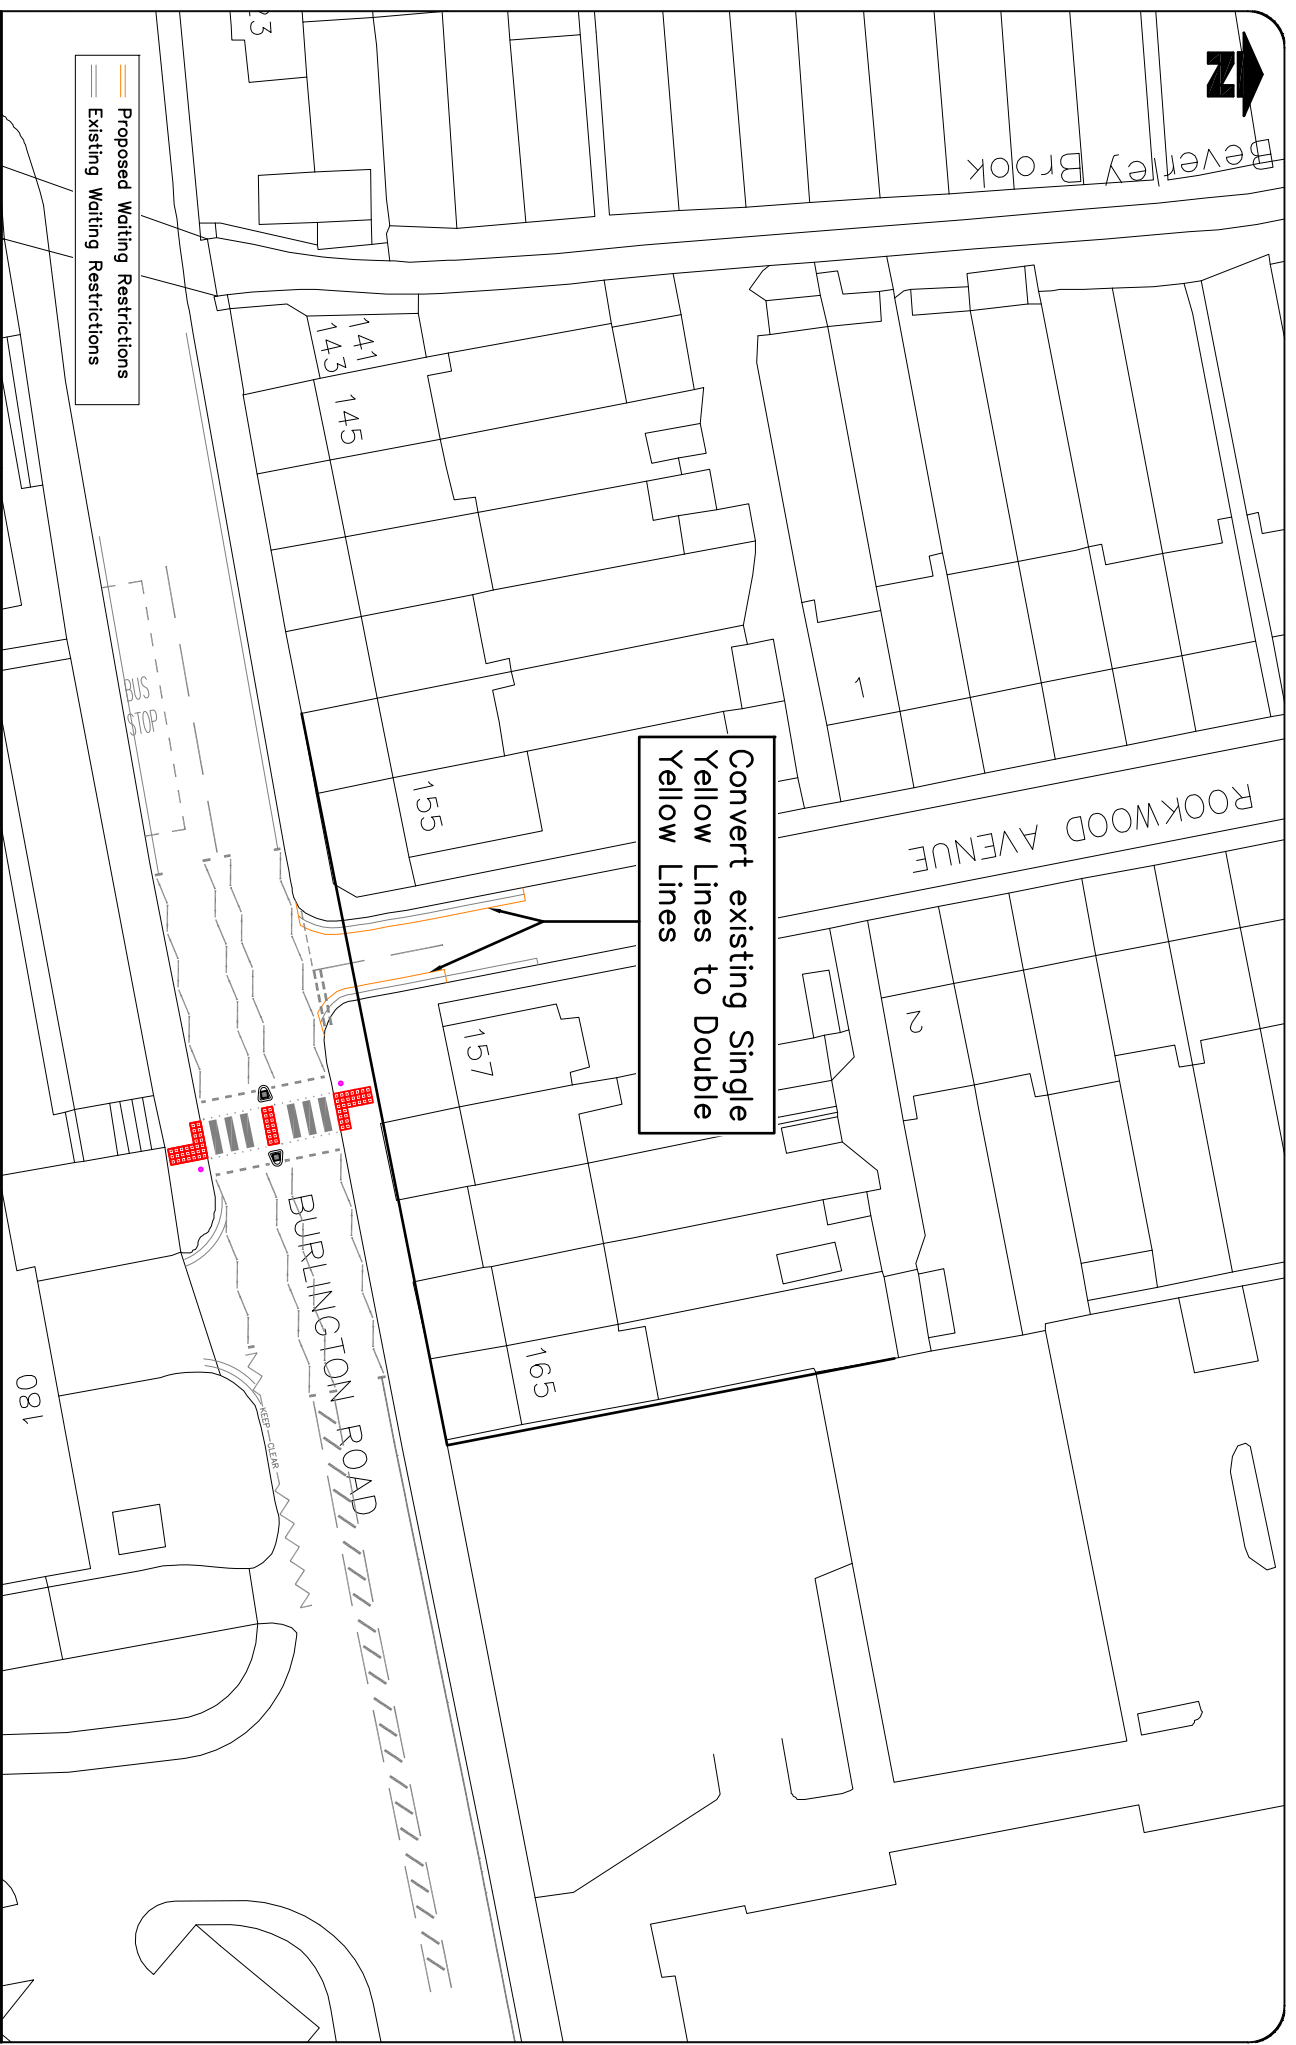 N
Beverley Brook
23
141
143
145
155
1
ROOKWOOD AVENUE
2
157
165
Convert existing Single
Yellow Lines to Double
Yellow Lines
BUS
STOP
BURLINGTON ROAD
KEEP CLEAR
180
Proposed Waiting Restrictions
Existing Waiting Restrictions